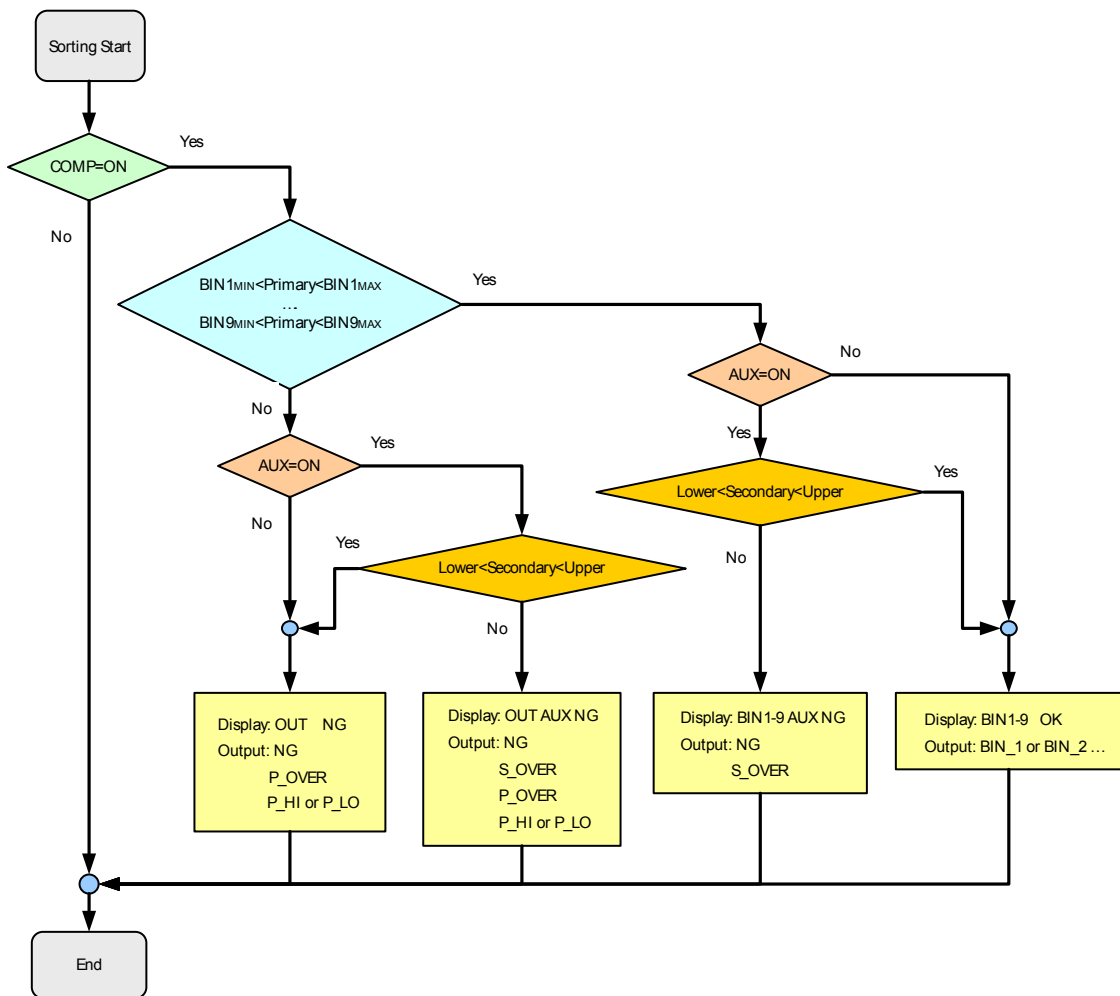 Sorting Start
Yes
COMP=ON
No
BIN1MIN<Primary<BIN1MAX
….
BIN9MIN<Primary<BIN9MAX
Yes
No
AUX=ON
No
Yes
AUX=ON
Yes
Lower<Secondary<Upper
Yes
No
Yes
Lower<Secondary<Upper
No
No
Display: OUT NG
Output: NG
P_OVER
P_HI or P_LO
Display: OUT AUX NG
Output: NG
S_OVER
P_OVER
P_HI or P_LO
Display: BIN1-9 AUX NG
Output: NG
S_OVER
Display: BIN1-9 OK
Output: BIN_1 or BIN_2 …
End